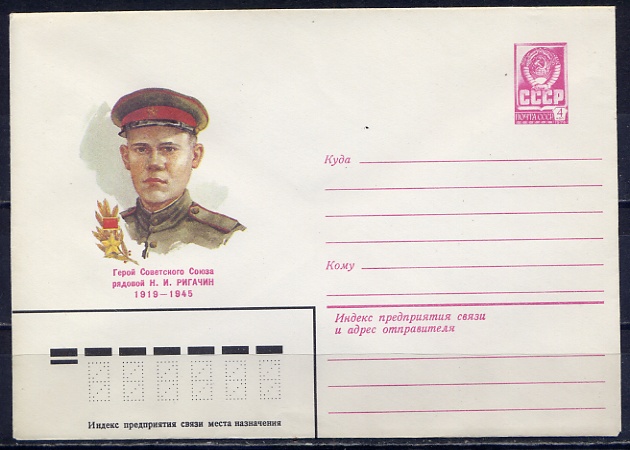 СССР
ПОЧТА СССР 4
Куда
Кому
Герой Советского Союза
рядовой Н. И. РИГАЧИН
1919—1945
Индекс предприятия связи
и адрес отправителя
Индекс предприятия связи места назначения